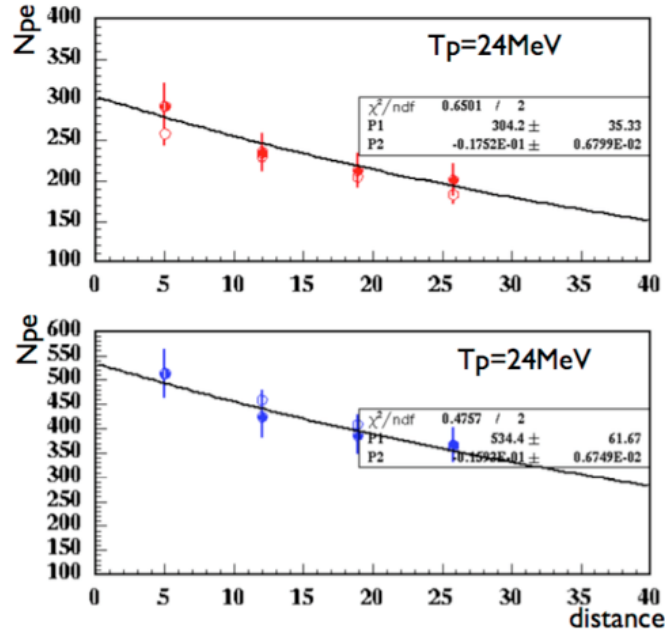 Npe
Tp=24MeV
400
350
300
250
200
150
100
χ²/ndf 0.6501 / 2
P1 304.2 ± 35.33
P2 -0.1752E-01 ± 0.6799E-02
0 5 10 15 20 25 30 35 40
Npe
Tp=24MeV
600
550
500
450
400
350
300
250
200
150
100
χ²/ndf 0.4757 / 2
P1 534.4 ± 61.67
P2 -0.1592E-01 ± 0.6749E-02
0 5 10 15 20 25 30 35 40
distance